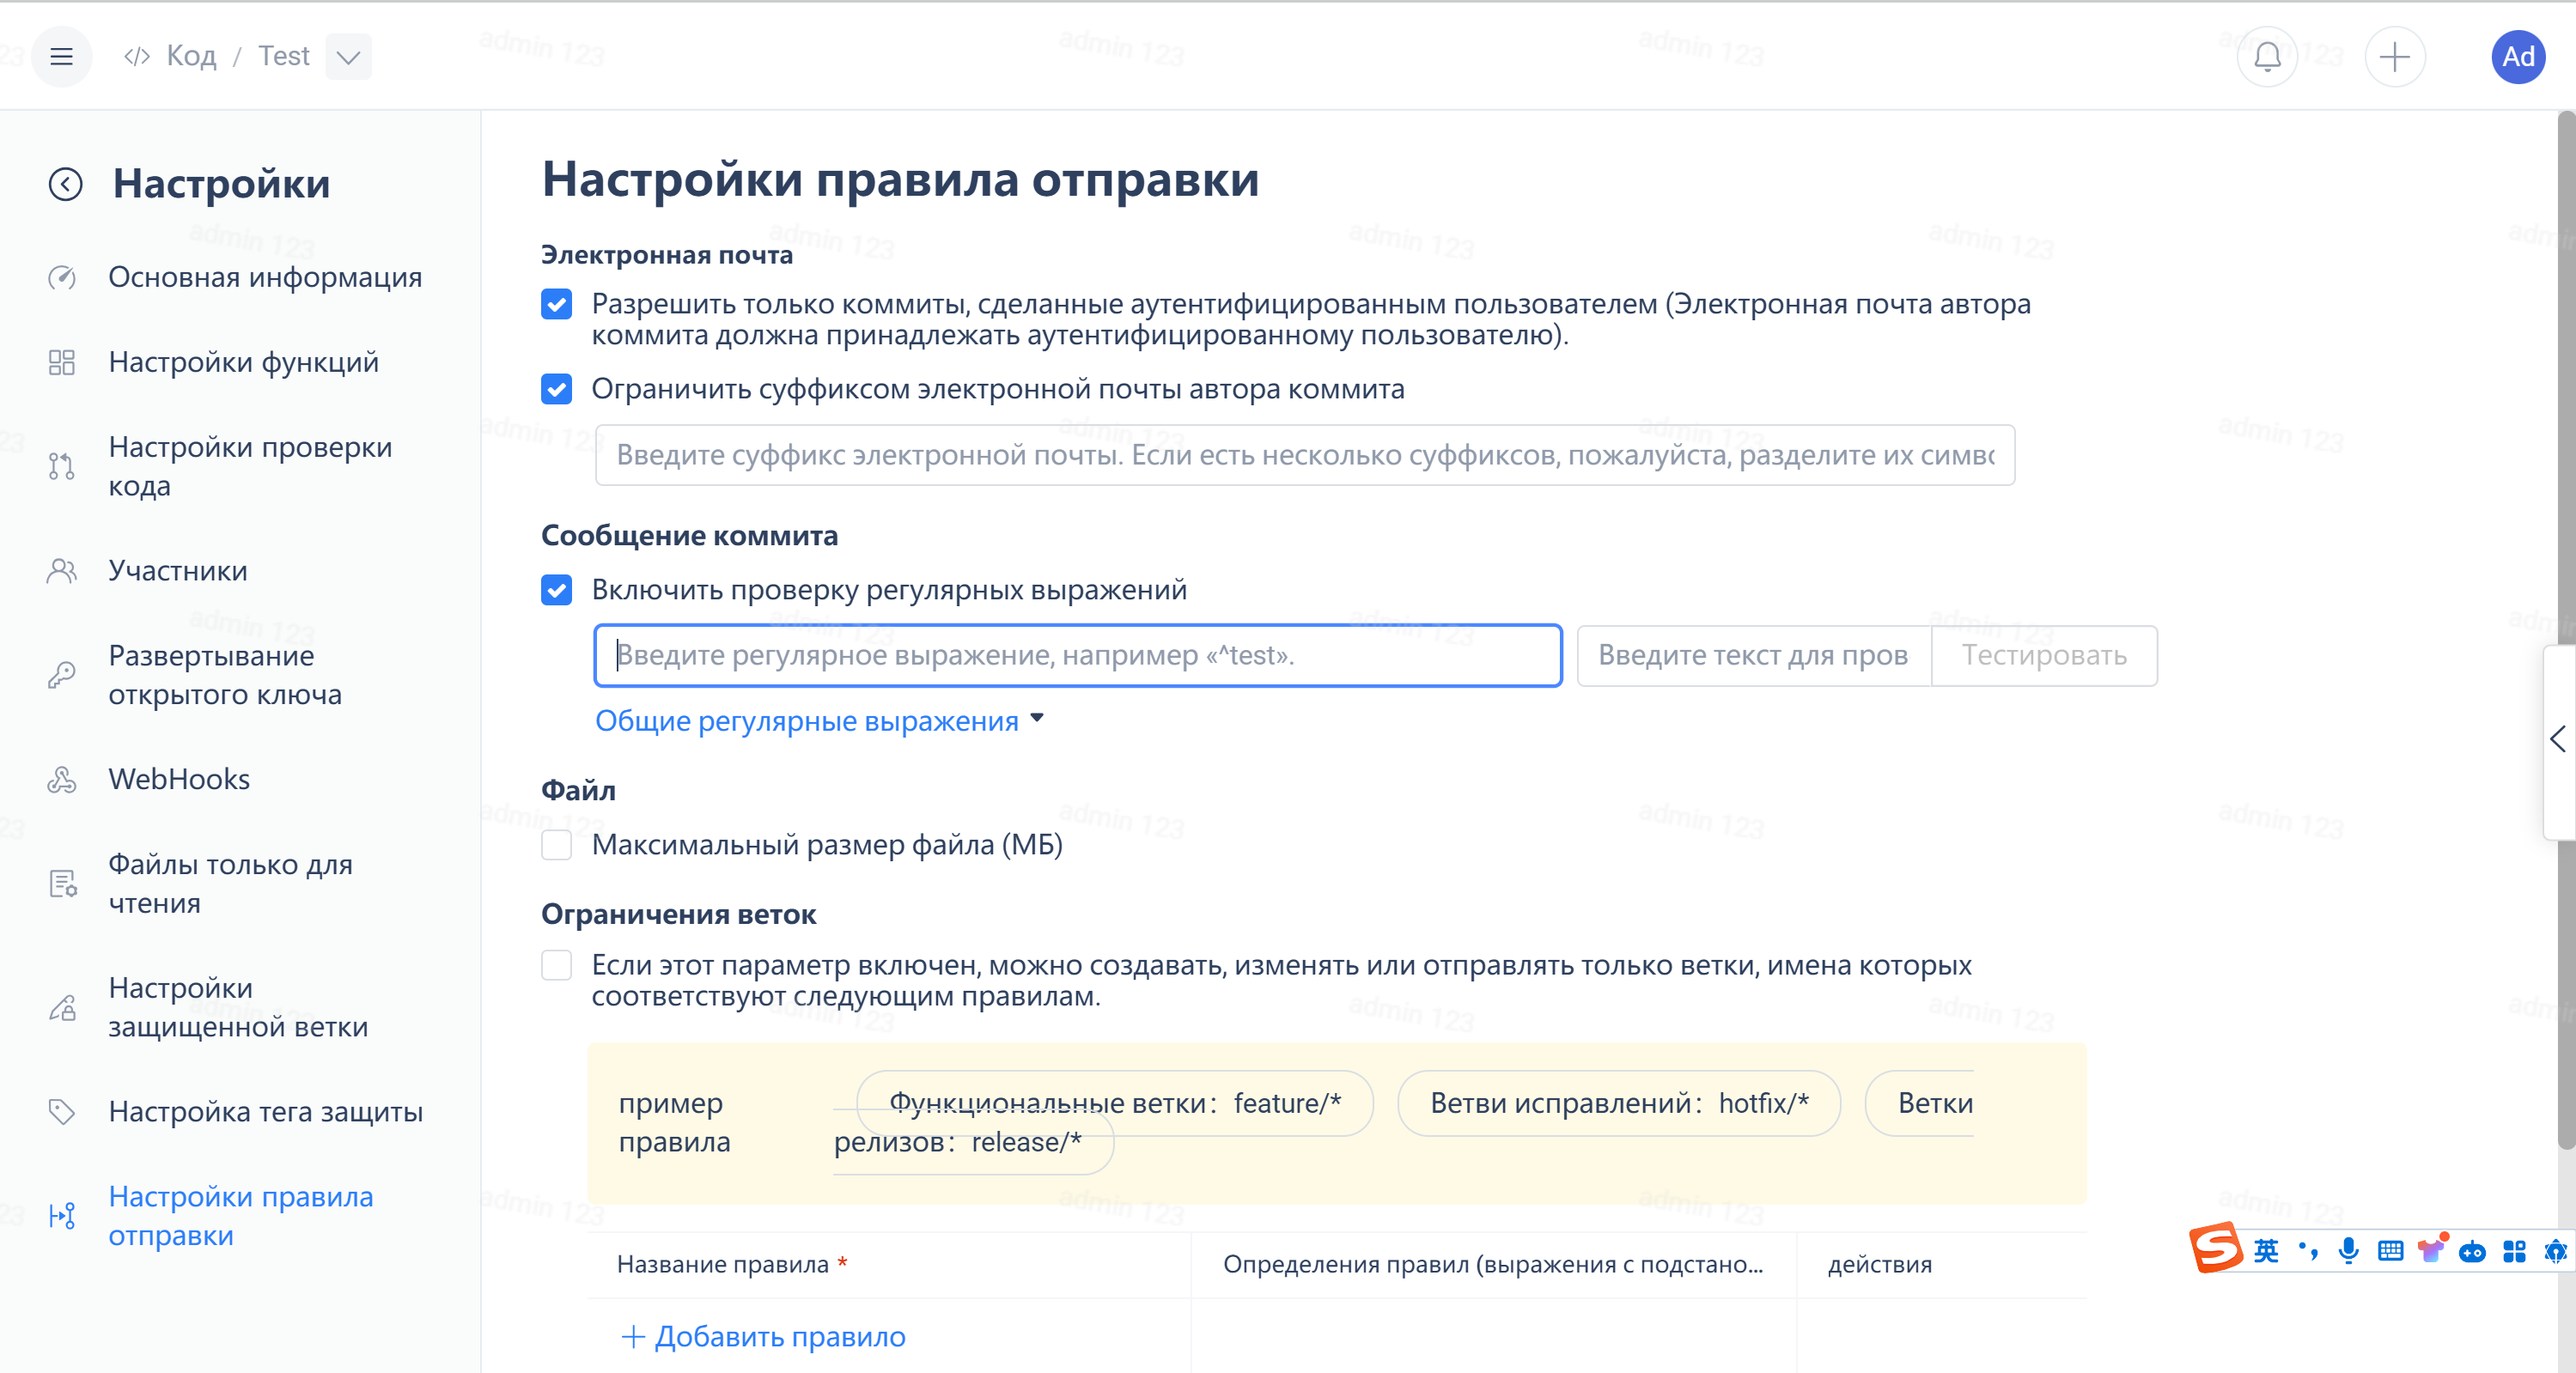 Код / Test
Ad
Настройки
Основная информация
Настройки функций
Настройки проверки
кода
Участники
Развертывание
открытого ключа
WebHooks
Файлы только для
чтения
Настройки
защищенной ветки
Настройка тега защиты
Настройки правила
отправки
Настройки правила отправки
Электронная почта
Разрешить только коммиты, сделанные аутентифицированным пользователем (Электронная почта автора
коммита должна принадлежать аутентифицированному пользователю).
Ограничить суффиксом электронной почты автора коммита
Введите суффикс электронной почты. Если есть несколько суффиксов, пожалуйста, разделите их симво
Сообщение коммита
Включить проверку регулярных выражений
Введите регулярное выражение, например «^test».
Введите текст для пров
Тестировать
Общие регулярные выражения
Файл
Максимальный размер файла (МБ)
Ограничения веток
Если этот параметр включен, можно создавать, изменять или отправлять только ветки, имена которых
соответствуют следующим правилам.
пример
правила
Функциональные ветки： feature/*
Ветви исправлений： hotfix/*
Ветки
релизов： release/*
Название правила *
Определения правил (выражения с подстано...
действия
Добавить правило
英
admin 123